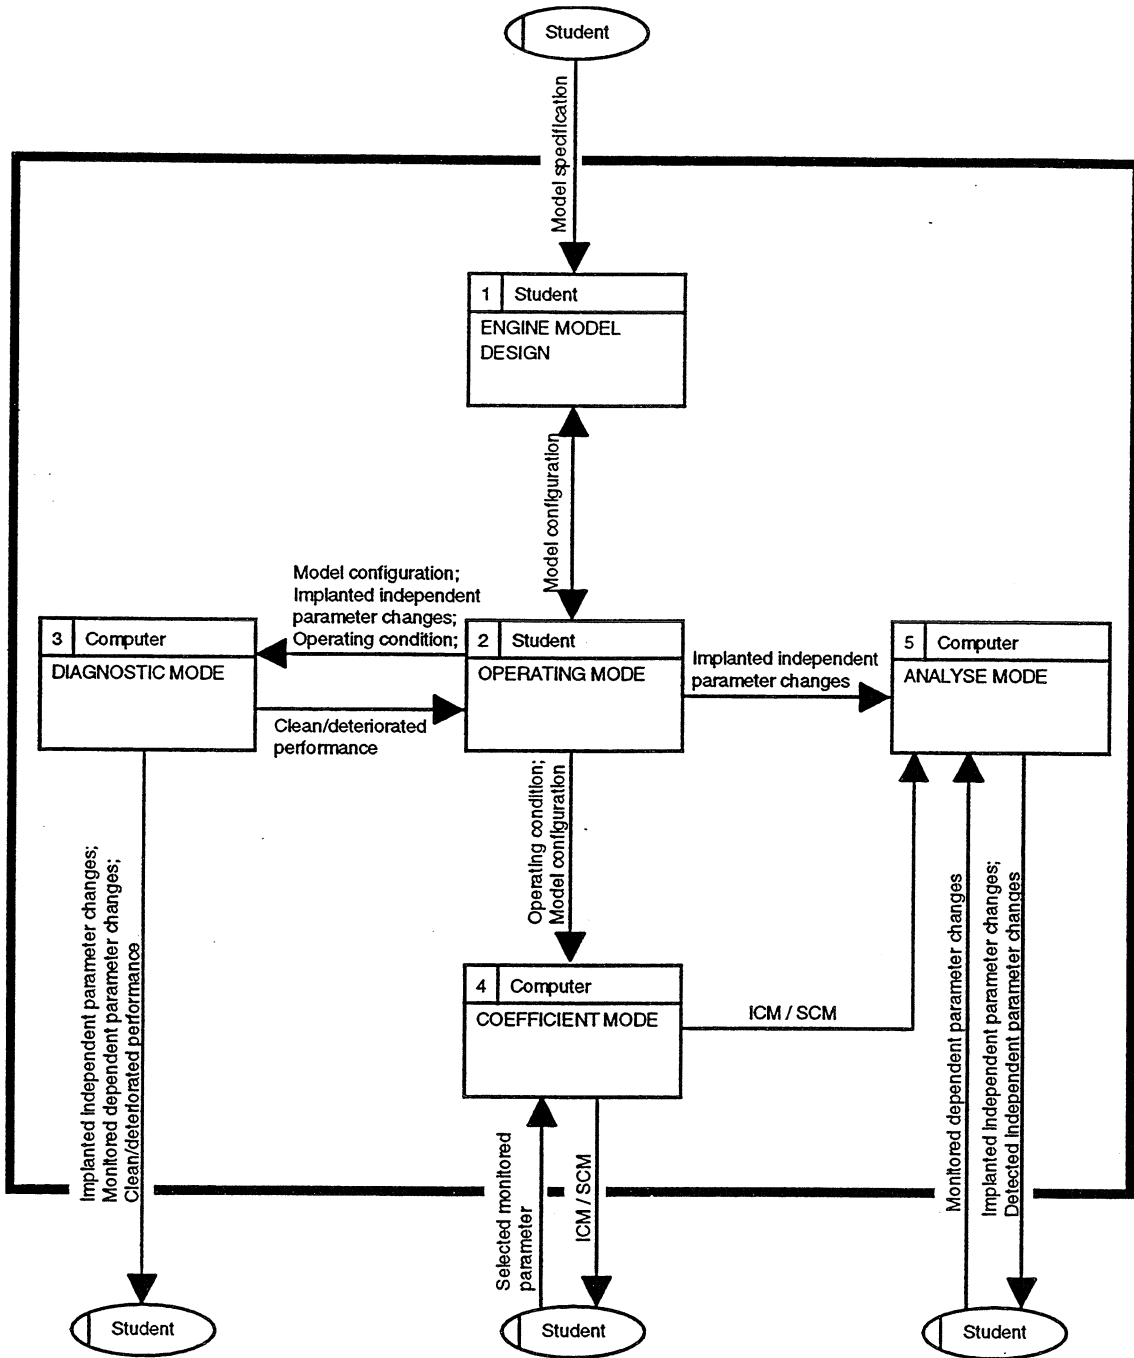 Student
Model specification
1 Student
ENGINE MODEL
DESIGN
Model configuration
Model configuration;
Implanted independent
parameter changes;
Operating condition;
3 Computer
DIAGNOSTIC MODE
2 Student
OPERATING MODE
Implanted independent
parameter changes
5 Computer
ANALYSE MODE
Clean/deteriorated
performance
Operating condition;
Model configuration
Implanted Independent parameter changes;
Monitored dependent parameter changes;
Clean/deteriorated performance
4 Computer
COEFFICIENT MODE
ICM / SCM
Selected monitored
parameter
ICM / SCM
Monitored dependent parameter changes
Implanted Independent parameter changes;
Detected Independent parameter changes
Student
Student
Student